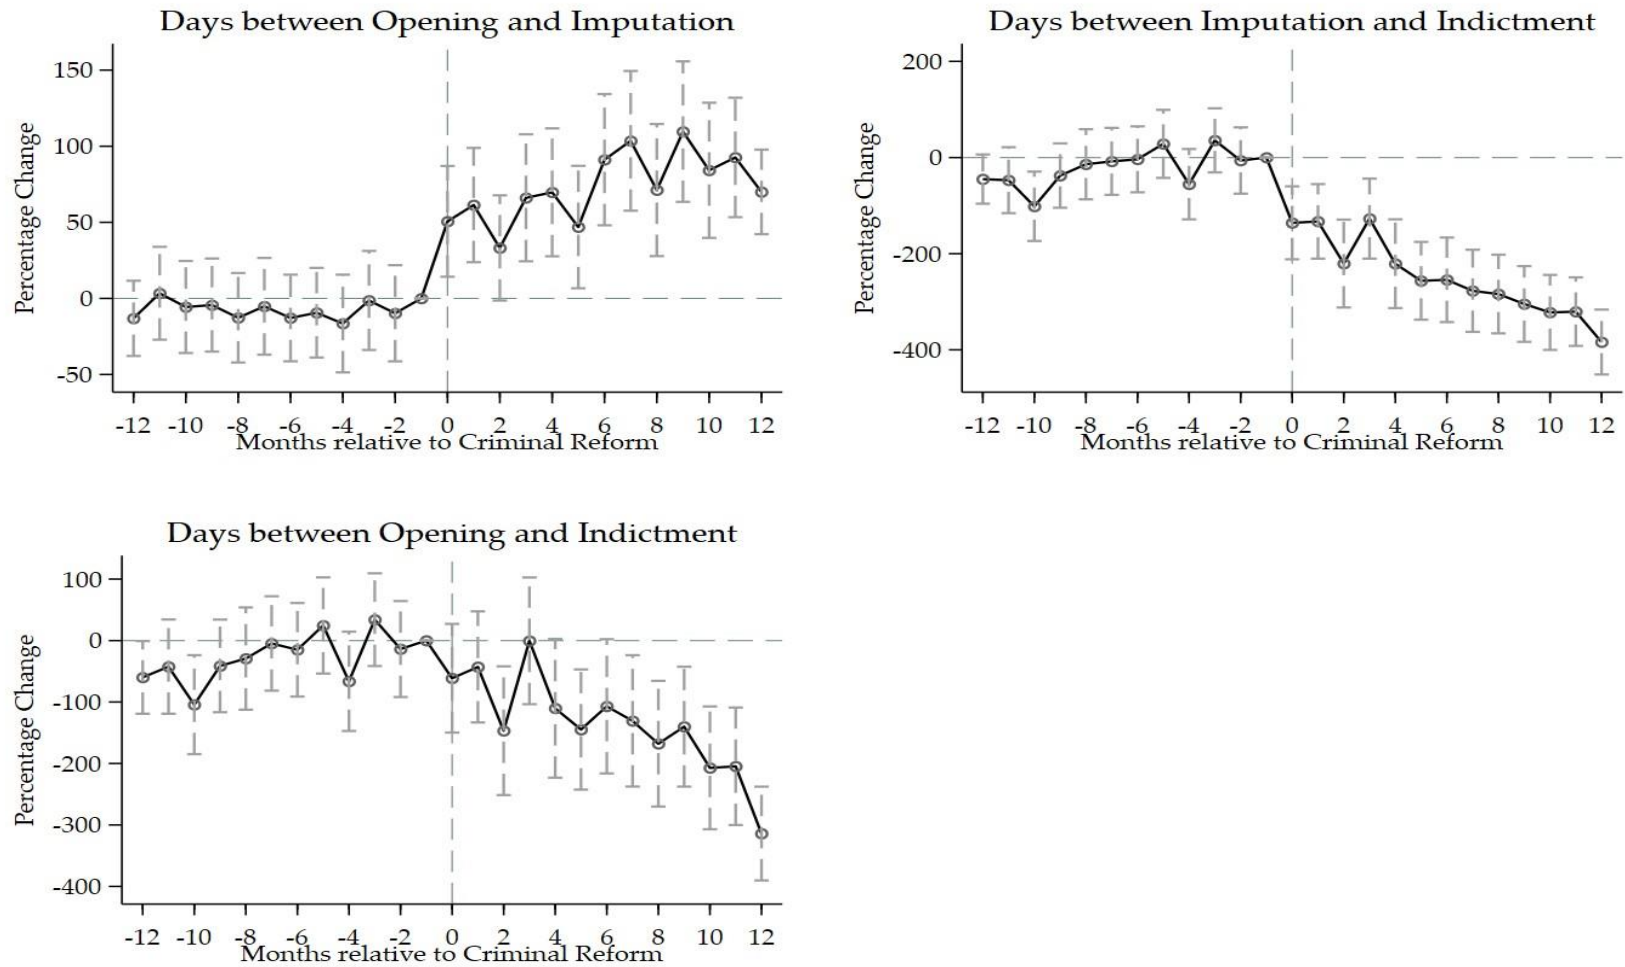 Days between Opening and Imputation
Percentage Change
150
100
50
0
-50
-12 -10 -8 -6 -4 -2 0 2 4 6 8 10 12
Months relative to Criminal Reform
Days between Imputation and Indictment
Percentage Change
200
0
-200
-400
-12 -10 -8 -6 -4 -2 0 2 4 6 8 10 12
Months relative to Criminal Reform
Days between Opening and Indictment
Percentage Change
100
0
-100
-200
-300
-400
-12 -10 -8 -6 -4 -2 0 2 4 6 8 10 12
Months relative to Criminal Reform